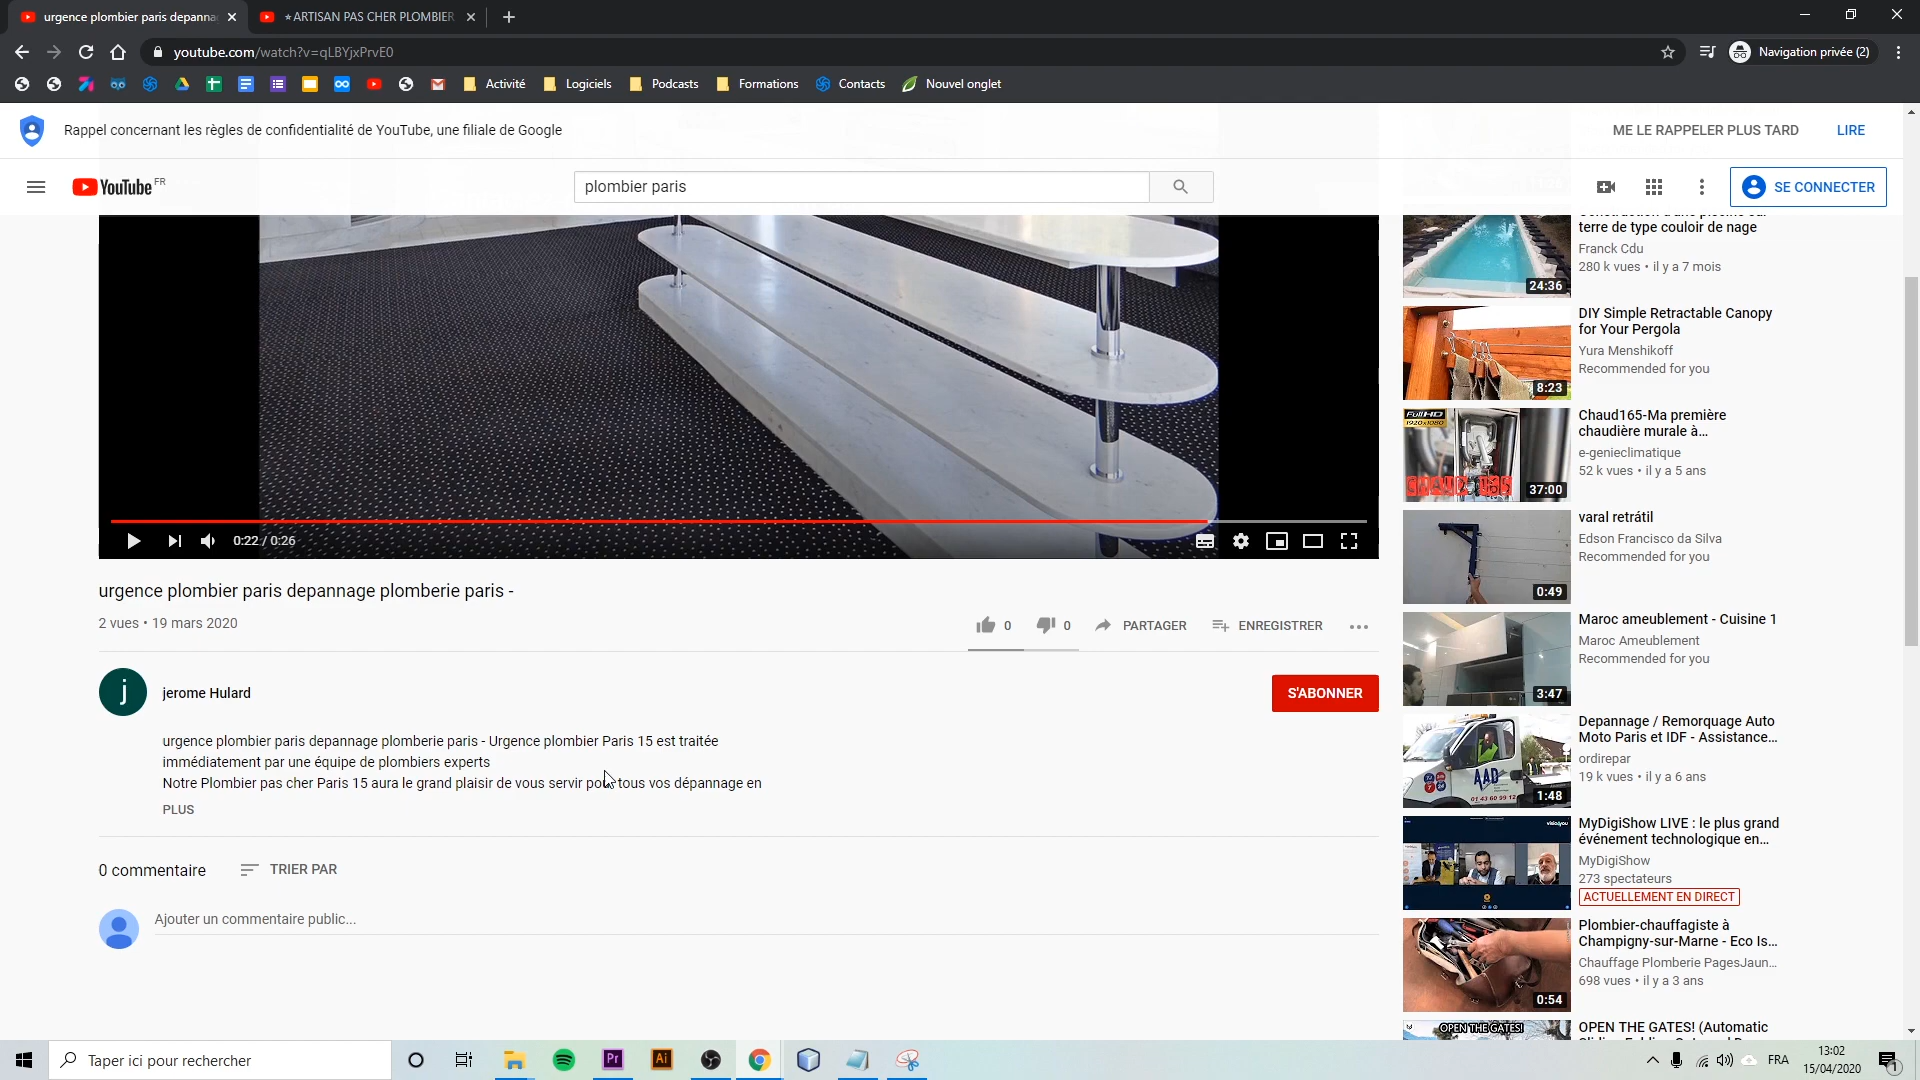 urgence plombier paris depanna
⭐ARTISAN PAS CHER PLOMBIER
youtube.com/watch?v=qLBYjxPrvE0
Navigation privée (2)
Activité
Logiciels
Podcasts
Formations
Contacts
Nouvel onglet
Rappel concernant les règles de confidentialité de YouTube, une filiale de Google
ME LE RAPPELER PLUS TARD
LIRE
YouTube FR
plombier paris
SE CONNECTER
0:22 / 0:26
urgence plombier paris depannage plomberie paris -
2 vues • 19 mars 2020
0
0
PARTAGER
ENREGISTRER
j
jerome Hulard
S'ABONNER
urgence plombier paris depannage plomberie paris - Urgence plombier Paris 15 est traitée
immédiatement par une équipe de plombiers experts
Notre Plombier pas cher Paris 15 aura le grand plaisir de vous servir pour tous vos dépannage en
PLUS
0 commentaire
TRIER PAR
Ajouter un commentaire public...
terre de type couloir de nage
Franck Cdu
280 k vues • il y a 7 mois
24:36
DIY Simple Retractable Canopy
for Your Pergola
Yura Menshikoff
Recommended for you
8:23
Full HD
1920x1080
Chaud165-Ma première
chaudière murale à...
e-genieclimatique
52 k vues • il y a 5 ans
37:00
varal retrátil
Edson Francisco da Silva
Recommended for you
0:49
Maroc ameublement - Cuisine 1
Maroc Ameublement
Recommended for you
3:47
Depannage / Remorquage Auto
Moto Paris et IDF - Assistance...
ordirepar
19 k vues • il y a 6 ans
AAD
1:48
MyDigiShow LIVE : le plus grand
événement technologique en...
MyDigiShow
273 spectateurs
ACTUELLEMENT EN DIRECT
Plombier-chauffagiste à
Champigny-sur-Marne - Eco Is...
Chauffage Plomberie PagesJaun...
698 vues • il y a 3 ans
0:54
OPEN THE GATES!
OPEN THE GATES! (Automatic
Taper ici pour rechercher
Pr
Ai
FRA
13:02
15/04/2020
1